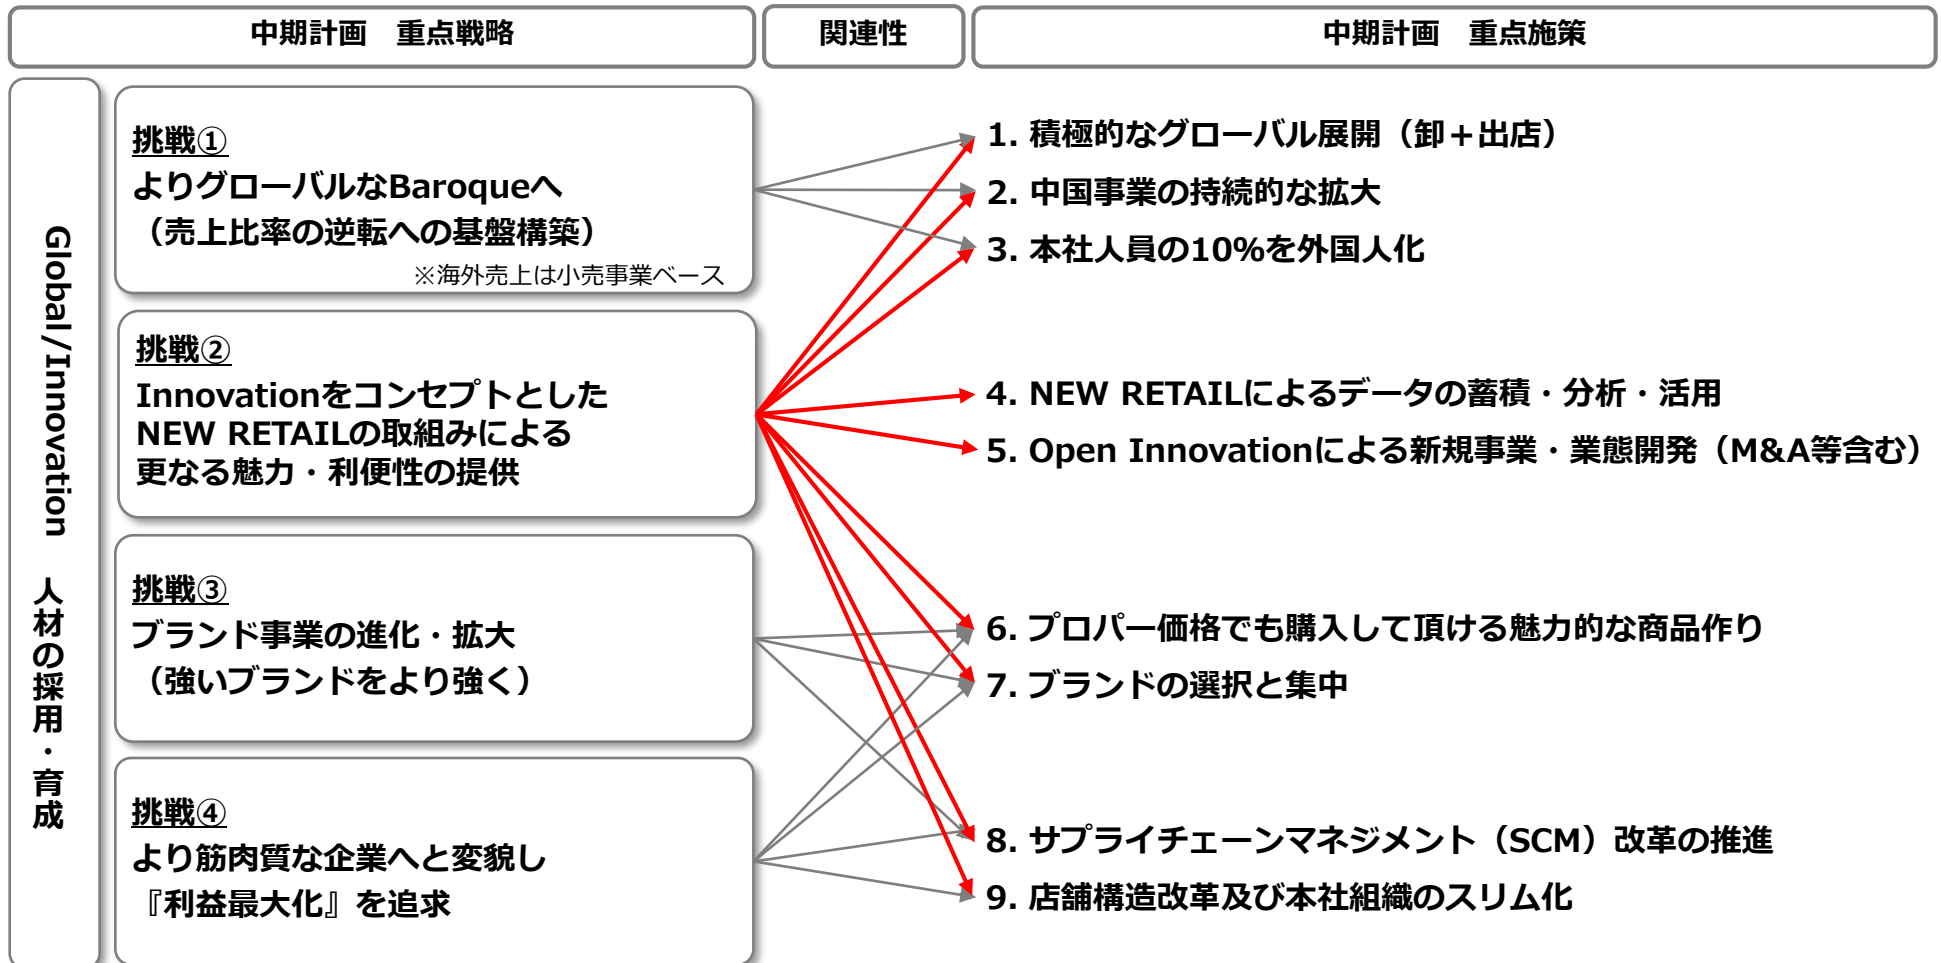 中期計画　重点戦略
関連性
中期計画　重点施策
Global/Innovation　人材の採用・育成
挑戦①
よりグローバルなBaroqueへ
（売上比率の逆転への基盤構築）
※海外売上は小売事業ベース
挑戦②
Innovationをコンセプトとした
NEW RETAILの取組みによる
更なる魅力・利便性の提供
挑戦③
ブランド事業の進化・拡大
（強いブランドをより強く）
挑戦④
より筋肉質な企業へと変貌し
『利益最大化』を追求
1. 積極的なグローバル展開（卸＋出店）
2. 中国事業の持続的な拡大
3. 本社人員の10%を外国人化
4. NEW RETAILによるデータの蓄積・分析・活用
5. Open Innovationによる新規事業・業態開発（M&A等含む）
6. プロパー価格でも購入して頂ける魅力的な商品作り
7. ブランドの選択と集中
8. サプライチェーンマネジメント（SCM）改革の推進
9. 店舗構造改革及び本社組織のスリム化